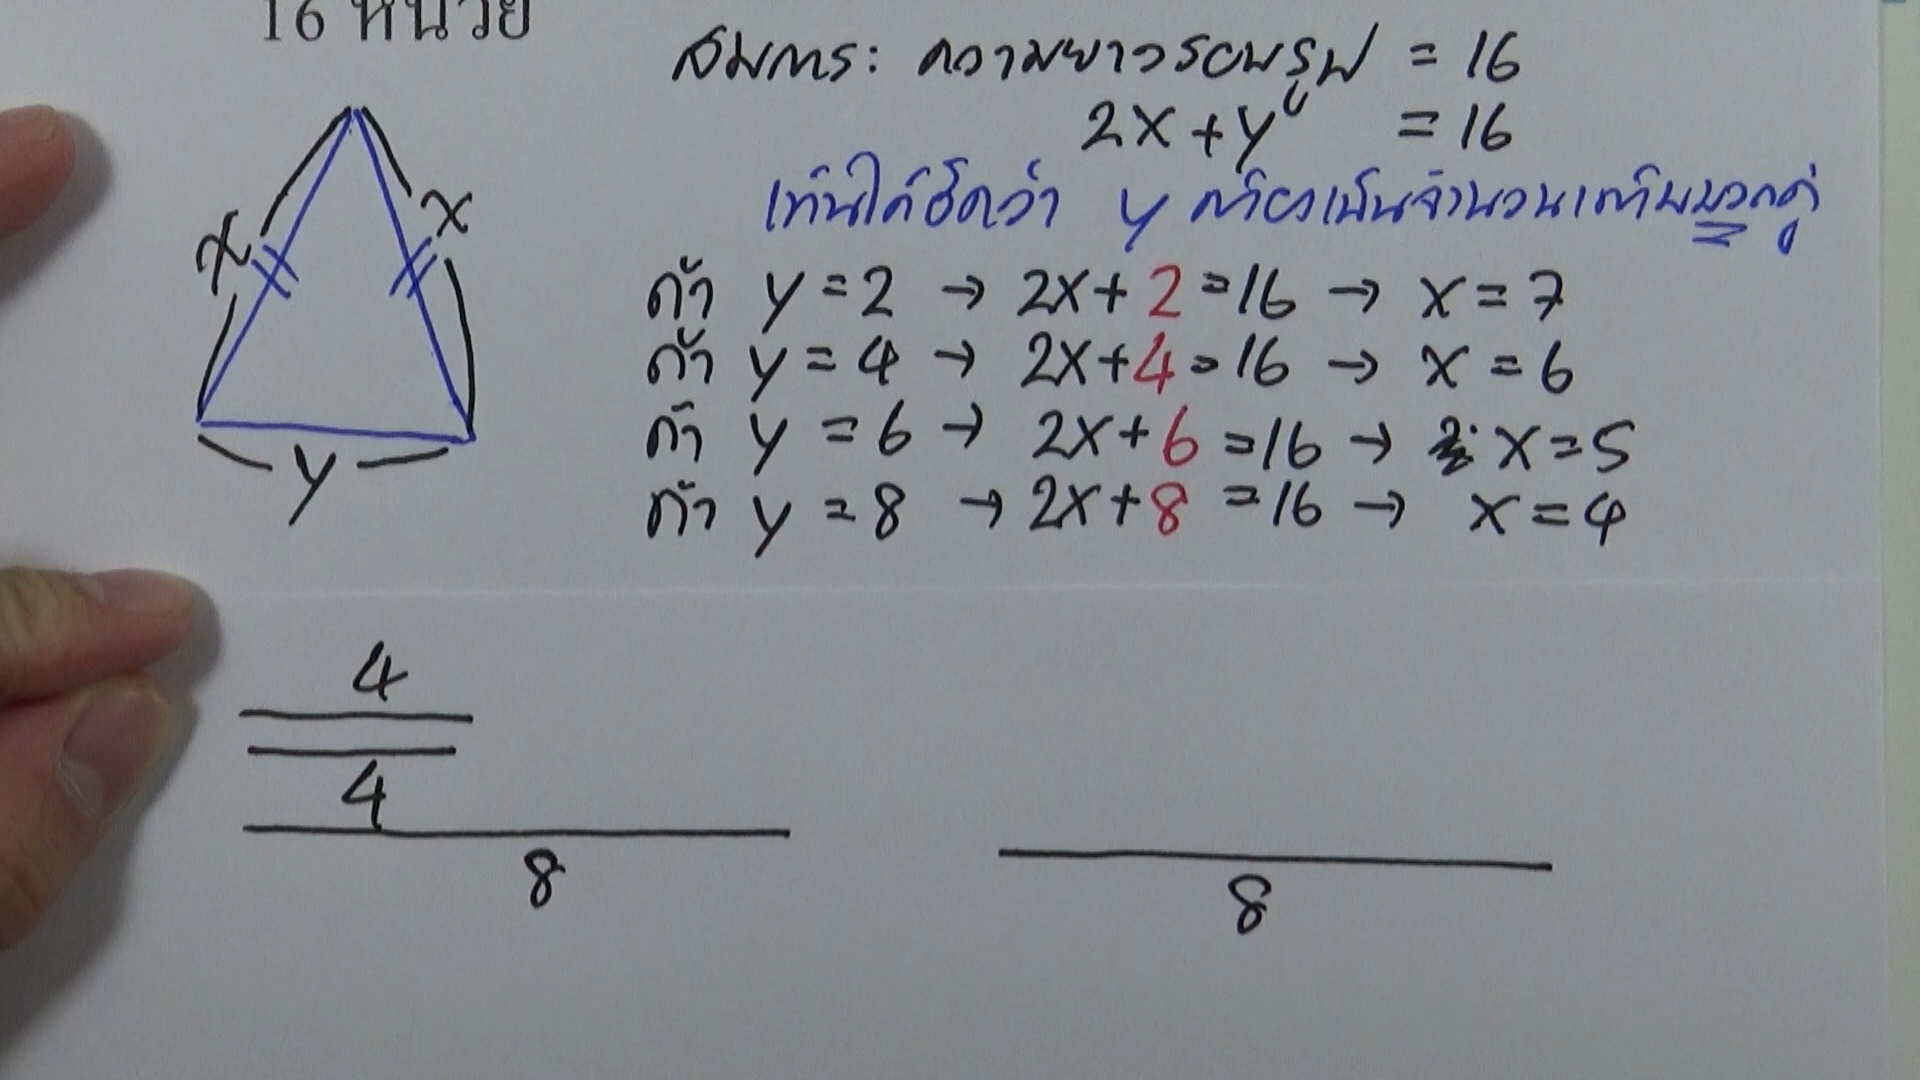 16 หน่วย
สมการ: ความยาวรอบรูป = 16
2x + y = 16
เห็นได้ชัดว่า y ต้องเป็นจำนวนเต็มบวกคู่
ถ้า y = 2 → 2x + 2 = 16 → x = 7
ถ้า y = 4 → 2x + 4 = 16 → x = 6
ถ้า y = 6 → 2x + 6 = 16 → x = 5
ถ้า y = 8 → 2x + 8 = 16 → x = 4
x
x
y
4
4
8
8